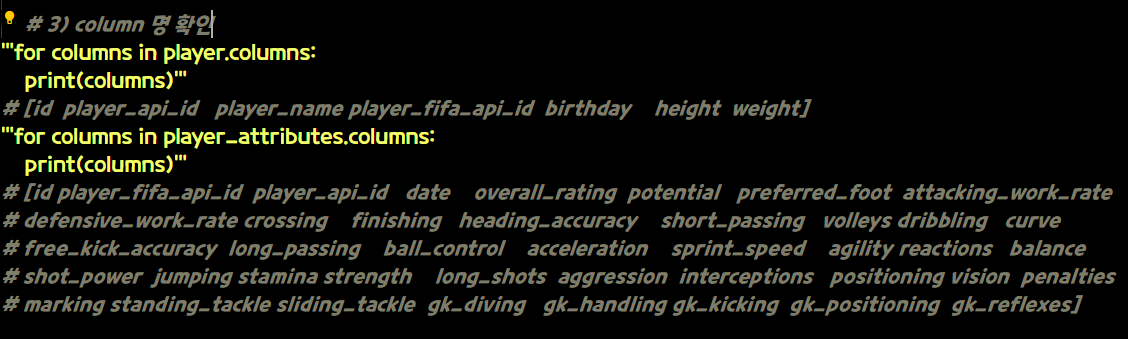 # 3) column 명 확인
'''for columns in player.columns:
    print(columns)'''
# [id  player_api_id   player_name player_fifa_api_id  birthday    height  weight]
'''for columns in player_attributes.columns:
    print(columns)'''
# [id player_fifa_api_id  player_api_id   date    overall_rating  potential   preferred_foot  attacking_work_rate
# defensive_work_rate crossing    finishing   heading_accuracy    short_passing   volleys dribbling   curve
# free_kick_accuracy  long_passing    ball_control    acceleration    sprint_speed    agility reactions   balance
# shot_power  jumping stamina strength    long_shots  aggression  interceptions   positioning vision  penalties
# marking standing_tackle sliding_tackle  gk_diving   gk_handling gk_kicking  gk_positioning  gk_reflexes]